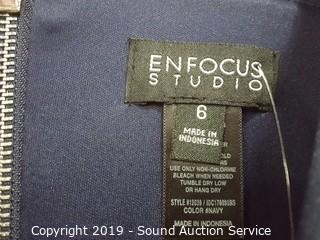 ENFOCUS
STUDIO
6
MADE IN
INDONESIA
OLD
USE ONLY NON-CHLORINE
BLEACH WHEN NEEDED
TUMBLE DRY LOW
OR HANG DRY
COLOR #NAVY
MADE IN INDONESIA
Copyright 2019 - Sound Auction Service